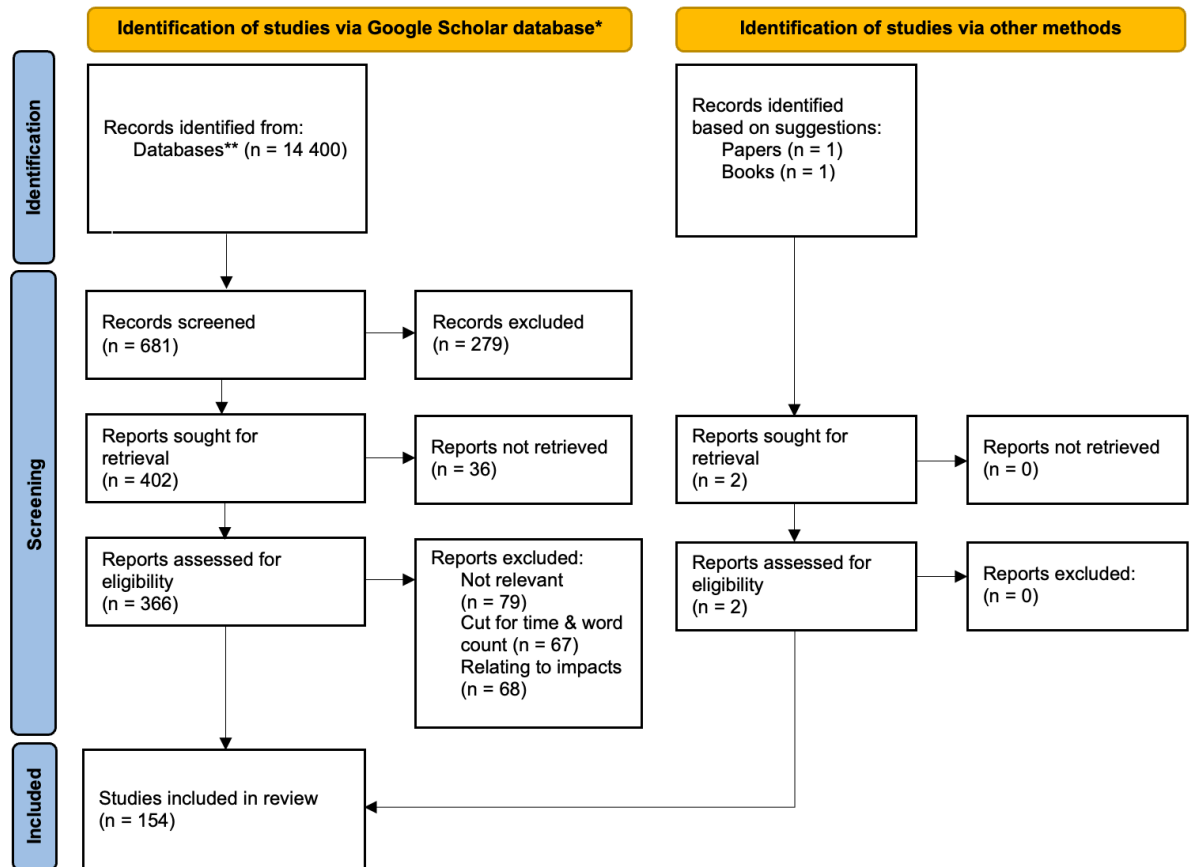 Identification of studies via Google Scholar database*
Identification of studies via other methods
Identification
Records identified from:
Databases** (n = 14 400)
Records identified
based on suggestions:
Papers (n = 1)
Books (n = 1)
Screening
Records screened
(n = 681)
Records excluded
(n = 279)
Reports sought for
retrieval
(n = 402)
Reports not retrieved
(n = 36)
Reports sought for
retrieval
(n = 2)
Reports not retrieved
(n = 0)
Reports assessed for
eligibility
(n = 366)
Reports excluded:
Not relevant
(n = 79)
Cut for time & word
count (n = 67)
Relating to impacts
(n = 68)
Reports assessed for
eligibility
(n = 2)
Reports excluded:
(n = 0)
Included
Studies included in review
(n = 154)